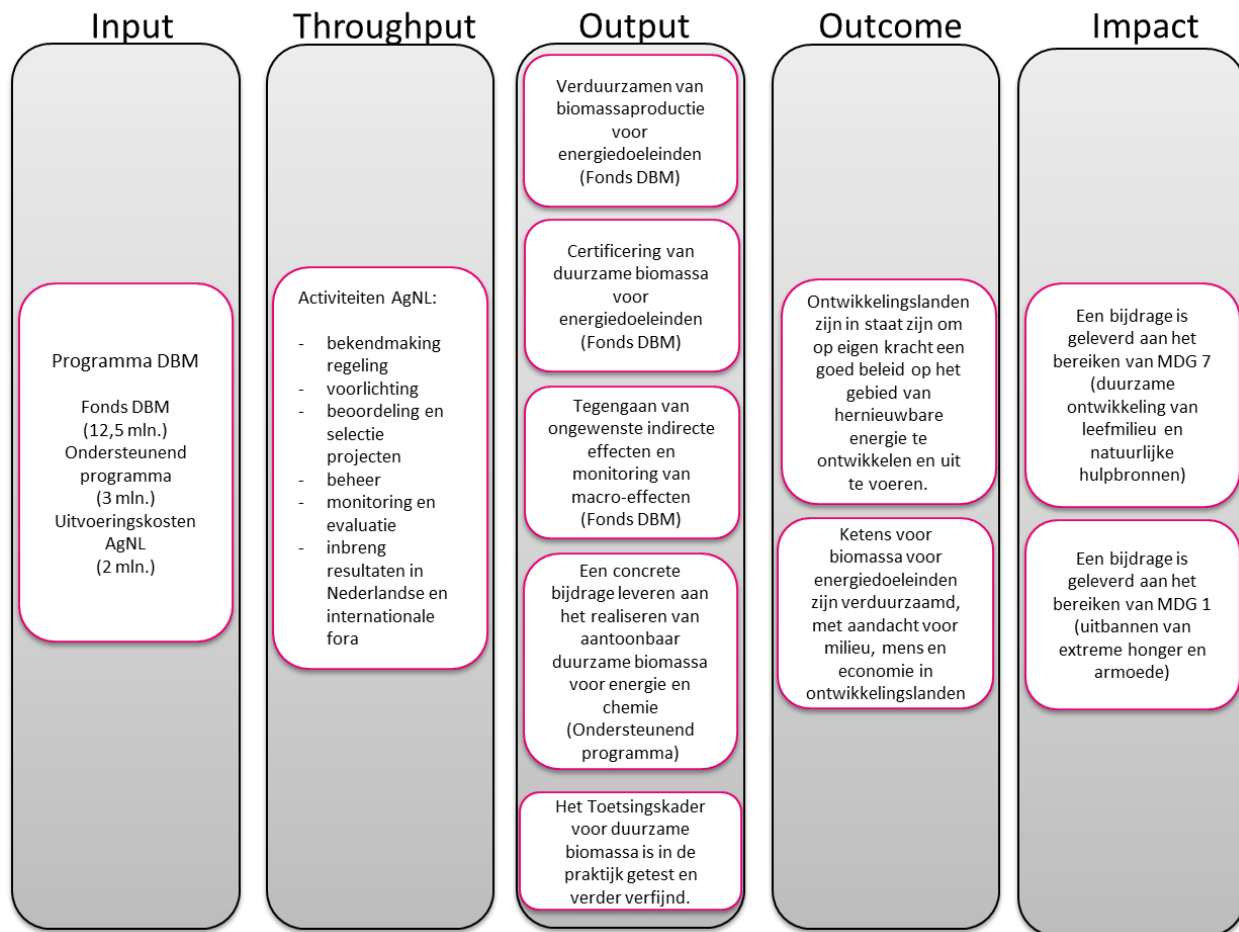 Input
Throughput
Output
Outcome
Impact
Programma DBM
Fonds DBM
(12,5 mln.)
Ondersteunend
programma
(3 mln.)
Uitvoeringskosten
AgNL
(2 mln.)
Activiteiten AgNL:
- bekendmaking
regeling
- voorlichting
- beoordeling en
selectie
projecten
- beheer
- monitoring en
evaluatie
- inbreng
resultaten in
Nederlandse en
internationale
fora
Verduurzamen van
biomassaproductie
voor
energiedoeleinden
(Fonds DBM)
Certificering van
duurzame biomassa
voor
energiedoeleinden
(Fonds DBM)
Tegengaan van
ongewenste indirecte
effecten en
monitoring van
macro-effecten
(Fonds DBM)
Een concrete
bijdrage leveren aan
het realiseren van
aantoonbaar
duurzame biomassa
voor energie en
chemie
(Ondersteunend
programma)
Het Toetsingskader
voor duurzame
biomassa is in de
praktijk getest en
verder verfijnd.
Ontwikkelingslanden
zijn in staat zijn om
op eigen kracht een
goed beleid op het
gebied van
hernieuwbare
energie te
ontwikkelen en uit
te voeren.
Ketens voor
biomassa voor
energiedoeleinden
zijn verduurzaamd,
met aandacht voor
milieu, mens en
economie in
ontwikkelingslanden
Een bijdrage is
geleverd aan het
bereiken van MDG 7
(duurzame
ontwikkeling van
leefmilieu en
natuurlijke
hulpbronnen)
Een bijdrage is
geleverd aan het
bereiken van MDG 1
(uitbannen van
extreme honger en
armoede)